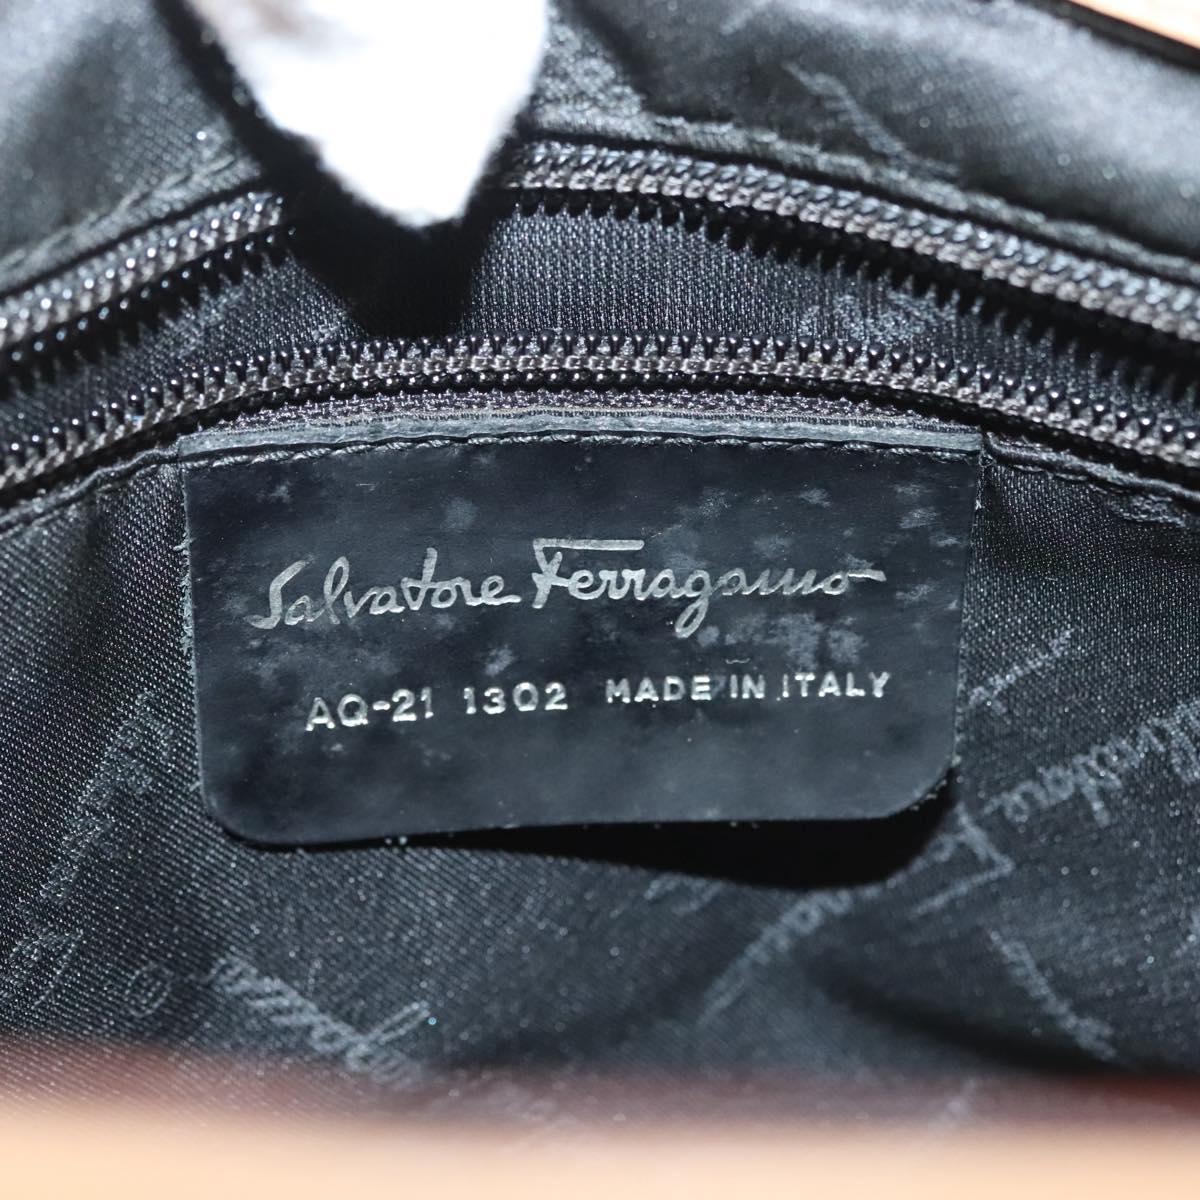 Salvatore Ferragamo
AQ-21 1302 MADE IN ITALY